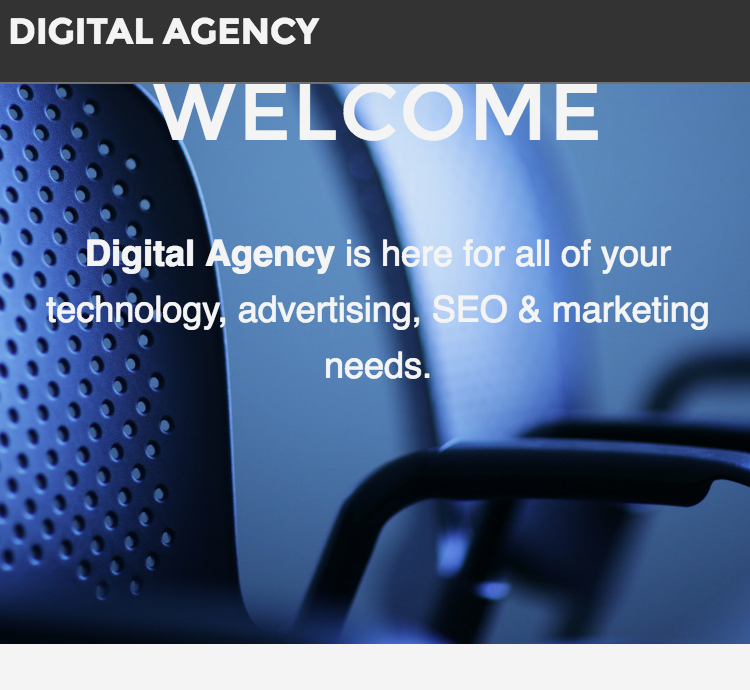 DIGITAL AGENCY
WELCOME
Digital Agency is here for all of your
technology, advertising, SEO & marketing
needs.